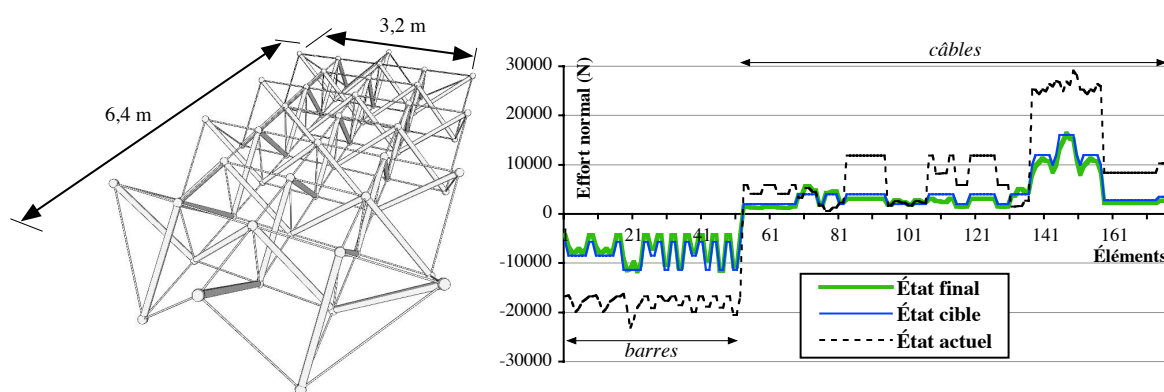 3,2 m
6,4 m
câbles
30000
20000
10000
0
-10000
-20000
-30000
Effort normal (N)
21 41 61 81 101 121 141 161
Éléments
barres
État final
État cible
État actuel